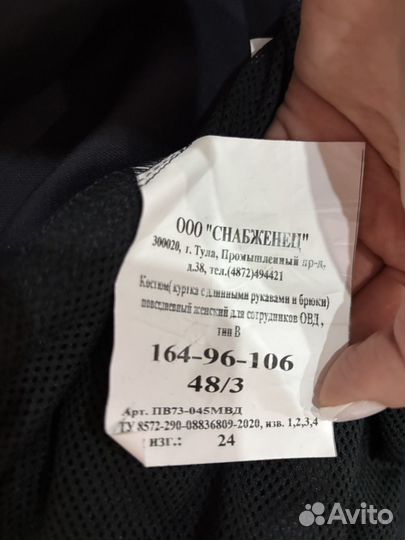 ООО "СНАБЖЕНЕЦ"
300020, г. Тула, Промышленный пр-д,
д.38, тел.(4872)494421
Костюм( куртка с длинными рукавами и брюки)
повседневный женский для сотрудников ОВД ,
тип В
164-96-106
48/3
Арт. ПВ73-045МВД
ТУ 8572-290-08836809-2020, изв. 1,2,3,4
изг.: 24
Avito